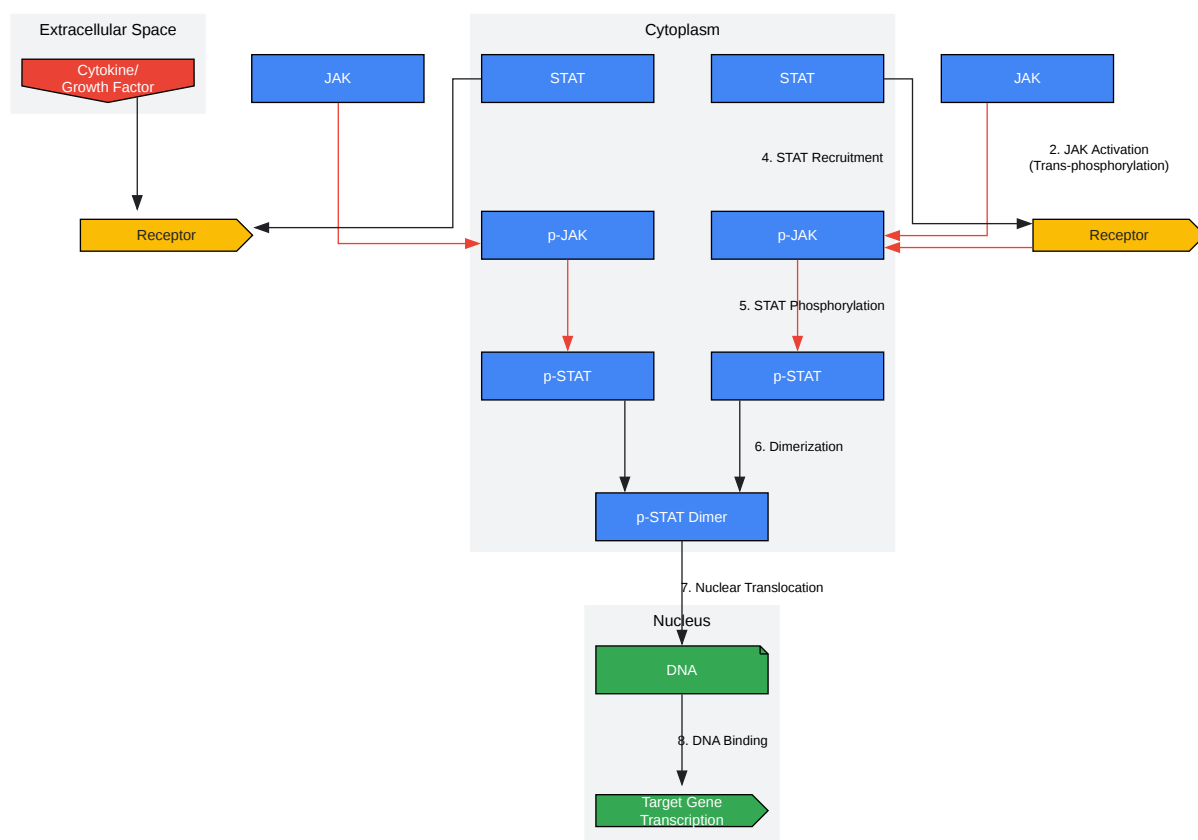 Extracellular Space
Cytoplasm
Cytokine/
Growth Factor
JAK
STAT
STAT
JAK
4. STAT Recruitment
2. JAK Activation
(Trans-phosphorylation)
Receptor
p-JAK
p-JAK
Receptor
5. STAT Phosphorylation
p-STAT
p-STAT
6. Dimerization
p-STAT Dimer
7. Nuclear Translocation
Nucleus
DNA
8. DNA Binding
Target Gene
Transcription